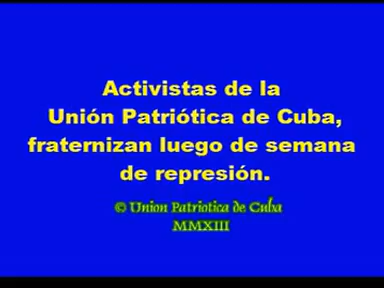 Activistas de la
Unión Patriótica de Cuba,
fraternizan luego de semana
de represión.
© Union Patriotica de Cuba
MMXIII